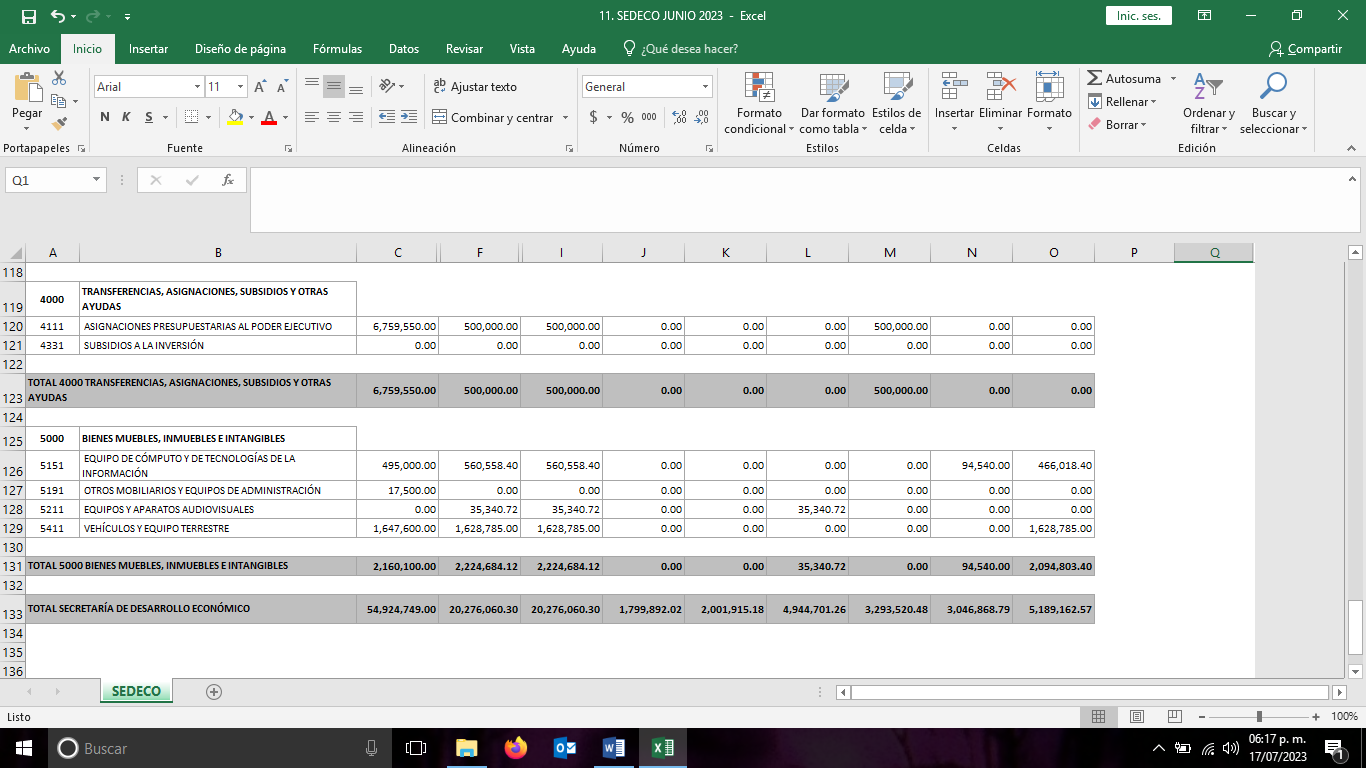 11. SEDECO JUNIO 2023 - Excel
Inic. ses.
Archivo Inicio Insertar Diseño de página Fórmulas Datos Revisar Vista Ayuda ¿Qué desea hacer? Compartir
Pegar
Arial 11
N K S
Ajustar texto
Combinar y centrar
General
$ % 000
Formato condicional
Dar formato como tabla
Estilos de celda
Insertar Eliminar Formato
Autosuma
Rellenar
Borrar
Ordenar y filtrar
Buscar y seleccionar
Portapapeles Fuente Alineación Número Estilos Celdas Edición
Q1 fx
A B C F I J K L M N O P Q
118
119 4000 TRANSFERENCIAS, ASIGNACIONES, SUBSIDIOS Y OTRAS
AYUDAS
120 4111 ASIGNACIONES PRESUPUESTARIAS AL PODER EJECUTIVO 6,759,550.00 500,000.00 500,000.00 0.00 0.00 0.00 500,000.00 0.00 0.00
121 4331 SUBSIDIOS A LA INVERSIÓN 0.00 0.00 0.00 0.00 0.00 0.00 0.00 0.00 0.00
122
123 TOTAL 4000 TRANSFERENCIAS, ASIGNACIONES, SUBSIDIOS Y OTRAS
AYUDAS 6,759,550.00 500,000.00 500,000.00 0.00 0.00 0.00 500,000.00 0.00 0.00
124
125 5000 BIENES MUEBLES, INMUEBLES E INTANGIBLES
126 5151 EQUIPO DE CÓMPUTO Y DE TECNOLOGÍAS DE LA
INFORMACIÓN 495,000.00 560,558.40 560,558.40 0.00 0.00 0.00 0.00 94,540.00 466,018.40
127 5191 OTROS MOBILIARIOS Y EQUIPOS DE ADMINISTRACIÓN 17,500.00 0.00 0.00 0.00 0.00 0.00 0.00 0.00 0.00
128 5211 EQUIPOS Y APARATOS AUDIOVISUALES 0.00 35,340.72 35,340.72 0.00 0.00 35,340.72 0.00 0.00 0.00
129 5411 VEHÍCULOS Y EQUIPO TERRESTRE 1,647,600.00 1,628,785.00 1,628,785.00 0.00 0.00 0.00 0.00 0.00 1,628,785.00
130
131 TOTAL 5000 BIENES MUEBLES, INMUEBLES E INTANGIBLES 2,160,100.00 2,224,684.12 2,224,684.12 0.00 0.00 35,340.72 0.00 94,540.00 2,094,803.40
132
133 TOTAL SECRETARÍA DE DESARROLLO ECONÓMICO 54,924,749.00 20,276,060.30 20,276,060.30 1,799,892.02 2,001,915.18 4,944,701.26 3,293,520.48 3,046,868.79 5,189,162.57
134
135
136
SEDECO
Listo 100%
Buscar
06:17 p. m.
17/07/2023
1